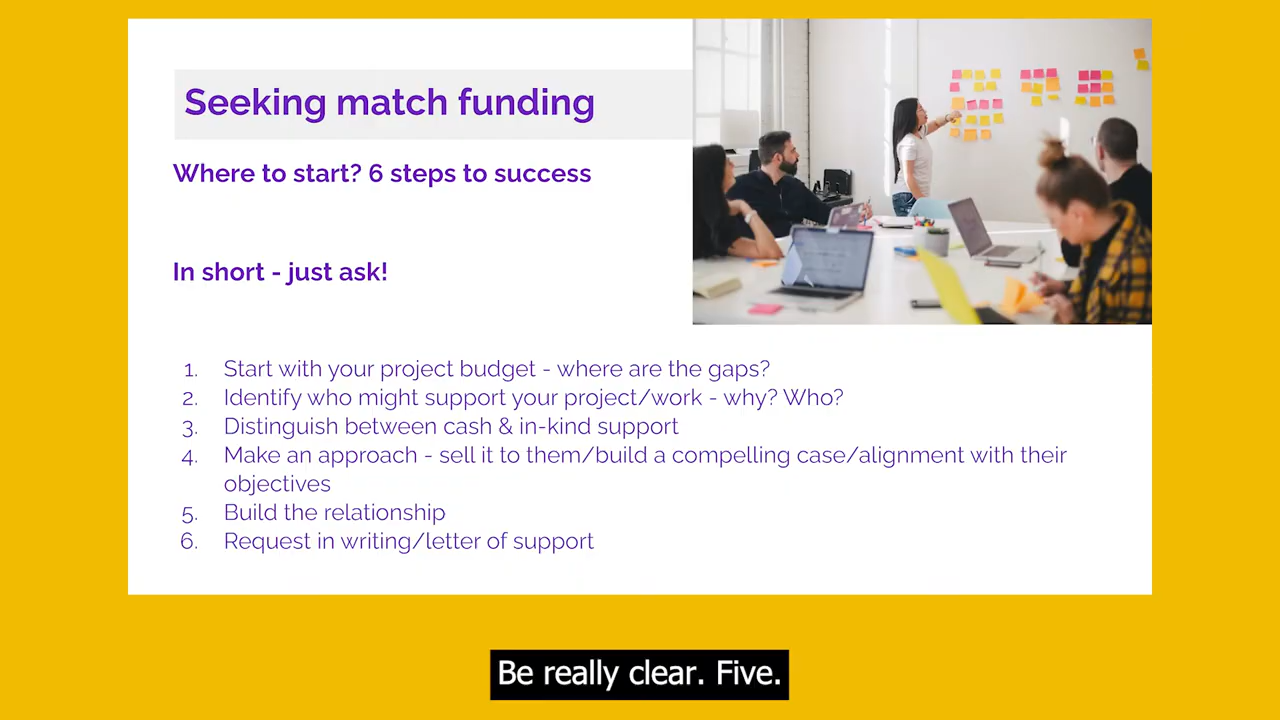 Seeking match funding
Where to start? 6 steps to success
In short - just ask!
1. Start with your project budget - where are the gaps?
2. Identify who might support your project/work - why? Who?
3. Distinguish between cash & in-kind support
4. Make an approach - sell it to them/build a compelling case/alignment with their
objectives
5. Build the relationship
6. Request in writing/letter of support
Be really clear. Five.